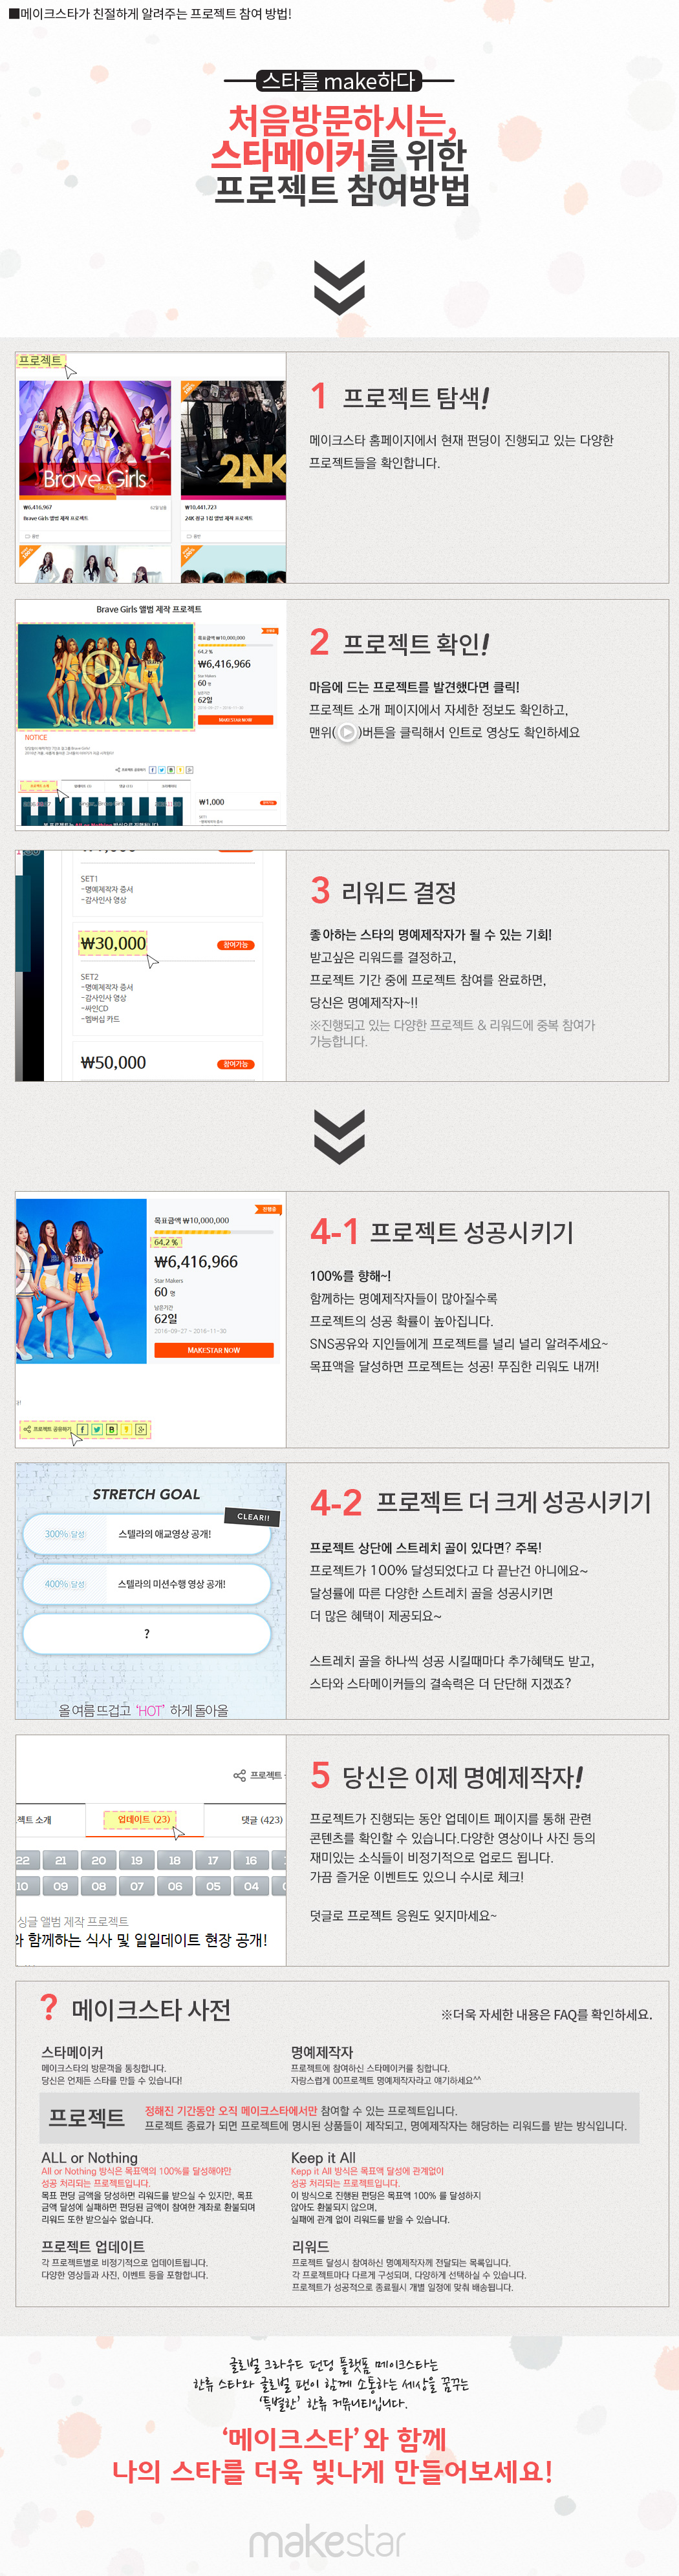 ■메이크스타가 친절하게 알려주는 프로젝트 참여 방법!
스타를 make하다
처음방문하시는,
스타메이커를 위한
프로젝트 참여방법
프로젝트
Brave Girls
24K
₩6,416,967
62일 남음
Brave Girls 앨범 제작 프로젝트
₩10,441,723
24K 정규 1집 앨범 제작 프로젝트
1 프로젝트 탐색!
메이크스타 홈페이지에서 현재 펀딩이 진행되고 있는 다양한
프로젝트들을 확인합니다.
Brave Girls 앨범 제작 프로젝트
목표금액 ₩10,000,000
64.2 %
₩6,416,966
Star Makers
60 명
남은기간
62일
2016-09-27 ~ 2016-11-30
MAKESTAR NOW
NOTICE
프로젝트 공유하기
₩1,000
2 프로젝트 확인!
마음에 드는 프로젝트를 발견했다면 클릭!
프로젝트 소개 페이지에서 자세한 정보도 확인하고,
맨위( )버튼을 클릭해서 인트로 영상도 확인하세요
SET1
-명예제작자 증서
-감사인사 영상
₩30,000
참여가능
SET2
-명예제작자 증서
-감사인사 영상
-싸인CD
-멤버십 카드
₩50,000
참여가능
3 리워드 결정
좋아하는 스타의 명예제작자가 될 수 있는 기회!
받고싶은 리워드를 결정하고,
프로젝트 기간 중에 프로젝트 참여를 완료하면,
당신은 명예제작자~!!
※진행되고 있는 다양한 프로젝트 & 리워드에 중복 참여가
가능합니다.
진행중
목표금액 ₩10,000,000
64.2 %
₩6,416,966
Star Makers
60 명
남은기간
62일
2016-09-27 ~ 2016-11-30
MAKESTAR NOW
프로젝트 공유하기
4-1 프로젝트 성공시키기
100%를 향해~!
함께하는 명예제작자들이 많아질수록
프로젝트의 성공 확률이 높아집니다.
SNS공유와 지인들에게 프로젝트를 널리 널리 알려주세요~
목표액을 달성하면 프로젝트는 성공! 푸짐한 리워도 내꺼!
STRETCH GOAL
CLEAR!!
300% 달성 스텔라의 애교영상 공개!
400% 달성 스텔라의 미션수행 영상 공개!
?
올 여름 뜨겁고 'HOT' 하게 돌아올
4-2 프로젝트 더 크게 성공시키기
프로젝트 상단에 스트레치 골이 있다면? 주목!
프로젝트가 100% 달성되었다고 다 끝난건 아니에요~
달성률에 따른 다양한 스트레치 골을 성공시키면
더 많은 혜택이 제공되요~
스트레치 골을 하나씩 성공 시킬때마다 추가혜택도 받고,
스타와 스타메이커들의 결속력은 더 단단해 지겠죠?
프로젝트
젝트 소개 업데이트 (23) 댓글 (423)
22 21 20 19 18 17 16
10 09 08 07 06 05 04
싱글 앨범 제작 프로젝트
와 함께하는 식사 및 일일데이트 현장 공개!
5 당신은 이제 명예제작자!
프로젝트가 진행되는 동안 업데이트 페이지를 통해 관련
콘텐츠를 확인할 수 있습니다.다양한 영상이나 사진 등의
재미있는 소식들이 비정기적으로 업로드 됩니다.
가끔 즐거운 이벤트도 있으니 수시로 체크!
덧글로 프로젝트 응원도 잊지마세요~
? 메이크스타 사전
※더욱 자세한 내용은 FAQ를 확인하세요.
스타메이커
메이크스타의 방문객을 통칭합니다.
당신은 언제든 스타를 만들 수 있습니다!
명예제작자
프로젝트에 참여하신 스타메이커를 칭합니다.
자랑스럽게 00프로젝트 명예제작자라고 얘기하세요^^
프로젝트
정해진 기간동안 오직 메이크스타에서만 참여할 수 있는 프로젝트입니다.
프로젝트 종료가 되면 프로젝트에 명시된 상품들이 제작되고, 명예제작자는 해당하는 리워드를 받는 방식입니다.
ALL or Nothing
All or Nothing 방식은 목표액의 100%를 달성해야만
성공 처리되는 프로젝트입니다.
목표 펀딩 금액을 당성하면 리워드를 받으실 수 있지만, 목표
금액 달성에 실패하면 펀딩된 금액이 참여한 계좌로 환불되며
리워드 또한 받으실수 없습니다.
Keep it All
Kepp it All 방식은 목표액 달성에 관계없이
성공 처리되는 프로젝트입니다.
이 방식으로 진행된 펀딩은 목표액 100% 를 달성하지
않아도 환불되지 않으며,
실패에 관계 없이 리워드를 받을 수 있습니다.
프로젝트 업데이트
각 프로젝트별로 비정기적으로 업데이트됩니다.
다양한 영상들과 사진, 이벤트 등을 포함합니다.
리워드
프로젝트 달성시 참여하신 명예제작자께 전달되는 목록입니다.
각 프로젝트마다 다르게 구성되며, 다양하게 선택하실 수 있습니다.
프로젝트가 성공적으로 종료될시 개별 일정에 맞춰 배송됩니다.
글로벌 크라우드 펀딩 플랫폼 메이크스타는
한류 스타와 글로벌 팬이 함께 소통하는 세상을 꿈꾸는
'특별한' 한류 커뮤니티입니다.
'메이크스타'와 함께
나의 스타를 더욱 빛나게 만들어보세요!
makestar